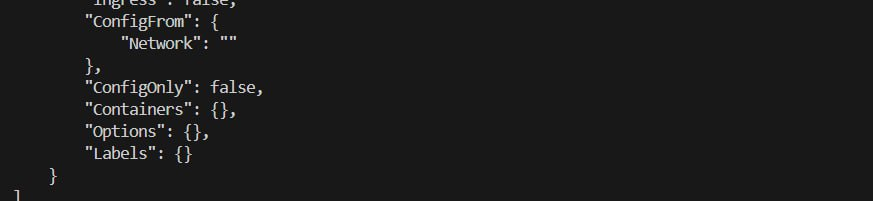 "Ingress": false,
"ConfigFrom": {
"Network": ""
},
"ConfigOnly": false,
"Containers": {},
"Options": {},
"Labels": {}
}
]